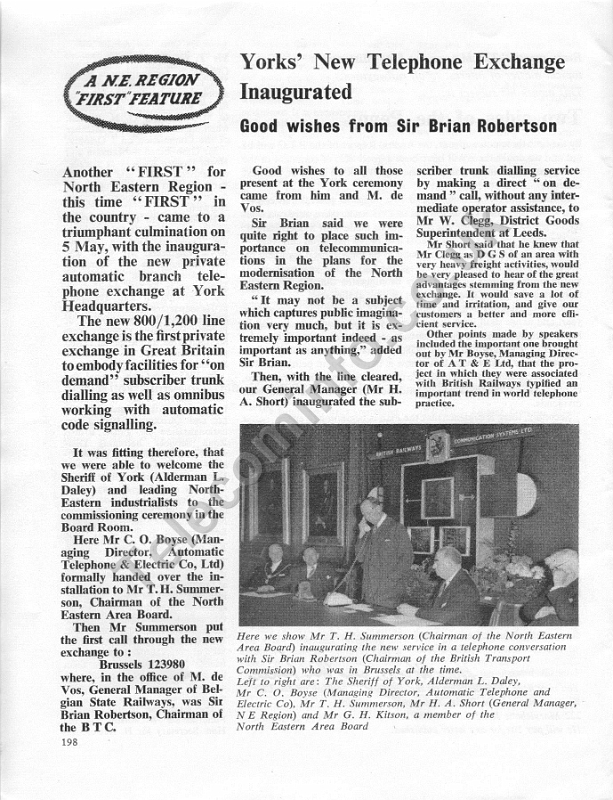 A N.E. REGION
"FIRST" FEATURE
Yorks' New Telephone Exchange
Inaugurated
Good wishes from Sir Brian Robertson
Another "FIRST" for
North Eastern Region -
this time "FIRST" in
the country - came to a
triumphant culmination on
5 May, with the inaugura-
tion of the new private
automatic branch tele-
phone exchange at York
Headquarters.
The new 800/1,200 line
exchange is the first private
exchange in Great Britain
to embody facilities for "on
demand" subscriber trunk
dialling as well as omnibus
working with automatic
code signalling.
It was fitting therefore, that
we were able to welcome the
Sheriff of York (Alderman L
Daley) and leading North-
Eastern industrialists to the
commissioning ceremony in the
Board Room.
Here Mr C. O. Boyse (Man-
aging Director, Automatic
Telephone & Electric Co, Ltd)
formally handed over the in-
stallation to Mr T. H. Summer-
son, Chairman of the North
Eastern Area Board.
Then Mr Summerson put
the first call through the new
exchange to :
Brussels 123980
where, in the office of M. de
Vos, General Manager of Bel-
gian State Railways, was Sir
Brian Robertson, Chairman of
the B T C.
Good wishes to all those
present at the York ceremony
came from him and M. de
Vos.
Sir Brian said we were
quite right to place such im-
portance on telecommunica-
tions in the plans for the
modernisation of the North
Eastern Region.
"It may not be a subject
which captures public imagina-
tion very much, but it is ex-
tremely important indeed - as
important as anything," added
Sir Brian.
Then, with the line cleared,
our General Manager (Mr H.
A. Short) inaugurated the sub-
scriber trunk dialling service
by making a direct "on de-
mand" call, without any inter-
mediate operator assistance, to
Mr W. Clegg, District Goods
Superintendent at Leeds.
Mr Short said that he knew that
Mr Clegg as D G S of an area with
very heavy freight activities, would
be very pleased to hear of the great
advantages stemming from the new
exchange. It would save a lot of
time and irritation, and give our
customers a better and more effi-
cient service.
Other points made by speakers
included the important one brought
out by Mr Boyse, Managing Direc-
tor of A T & E Ltd, that the pro-
ject in which they were associated
with British Railways typified an
important trend in world telephone
practice.
BRITISH RAILWAYS
COMMUNICATION SYSTEMS LTD
Here we show Mr T. H. Summerson (Chairman of the North Eastern
Area Board) inaugurating the new service in a telephone conversation
with Sir Brian Robertson (Chairman of the British Transport
Commission) who was in Brussels at the time.
Left to right are: The Sheriff of York, Alderman L. Daley,
Mr C. O. Boyse (Managing Director, Automatic Telephone and
Electric Co), Mr T. H. Summerson, Mr H. A. Short (General Manager,
N E Region) and Mr G. H. Kitson, a member of the
North Eastern Area Board
198